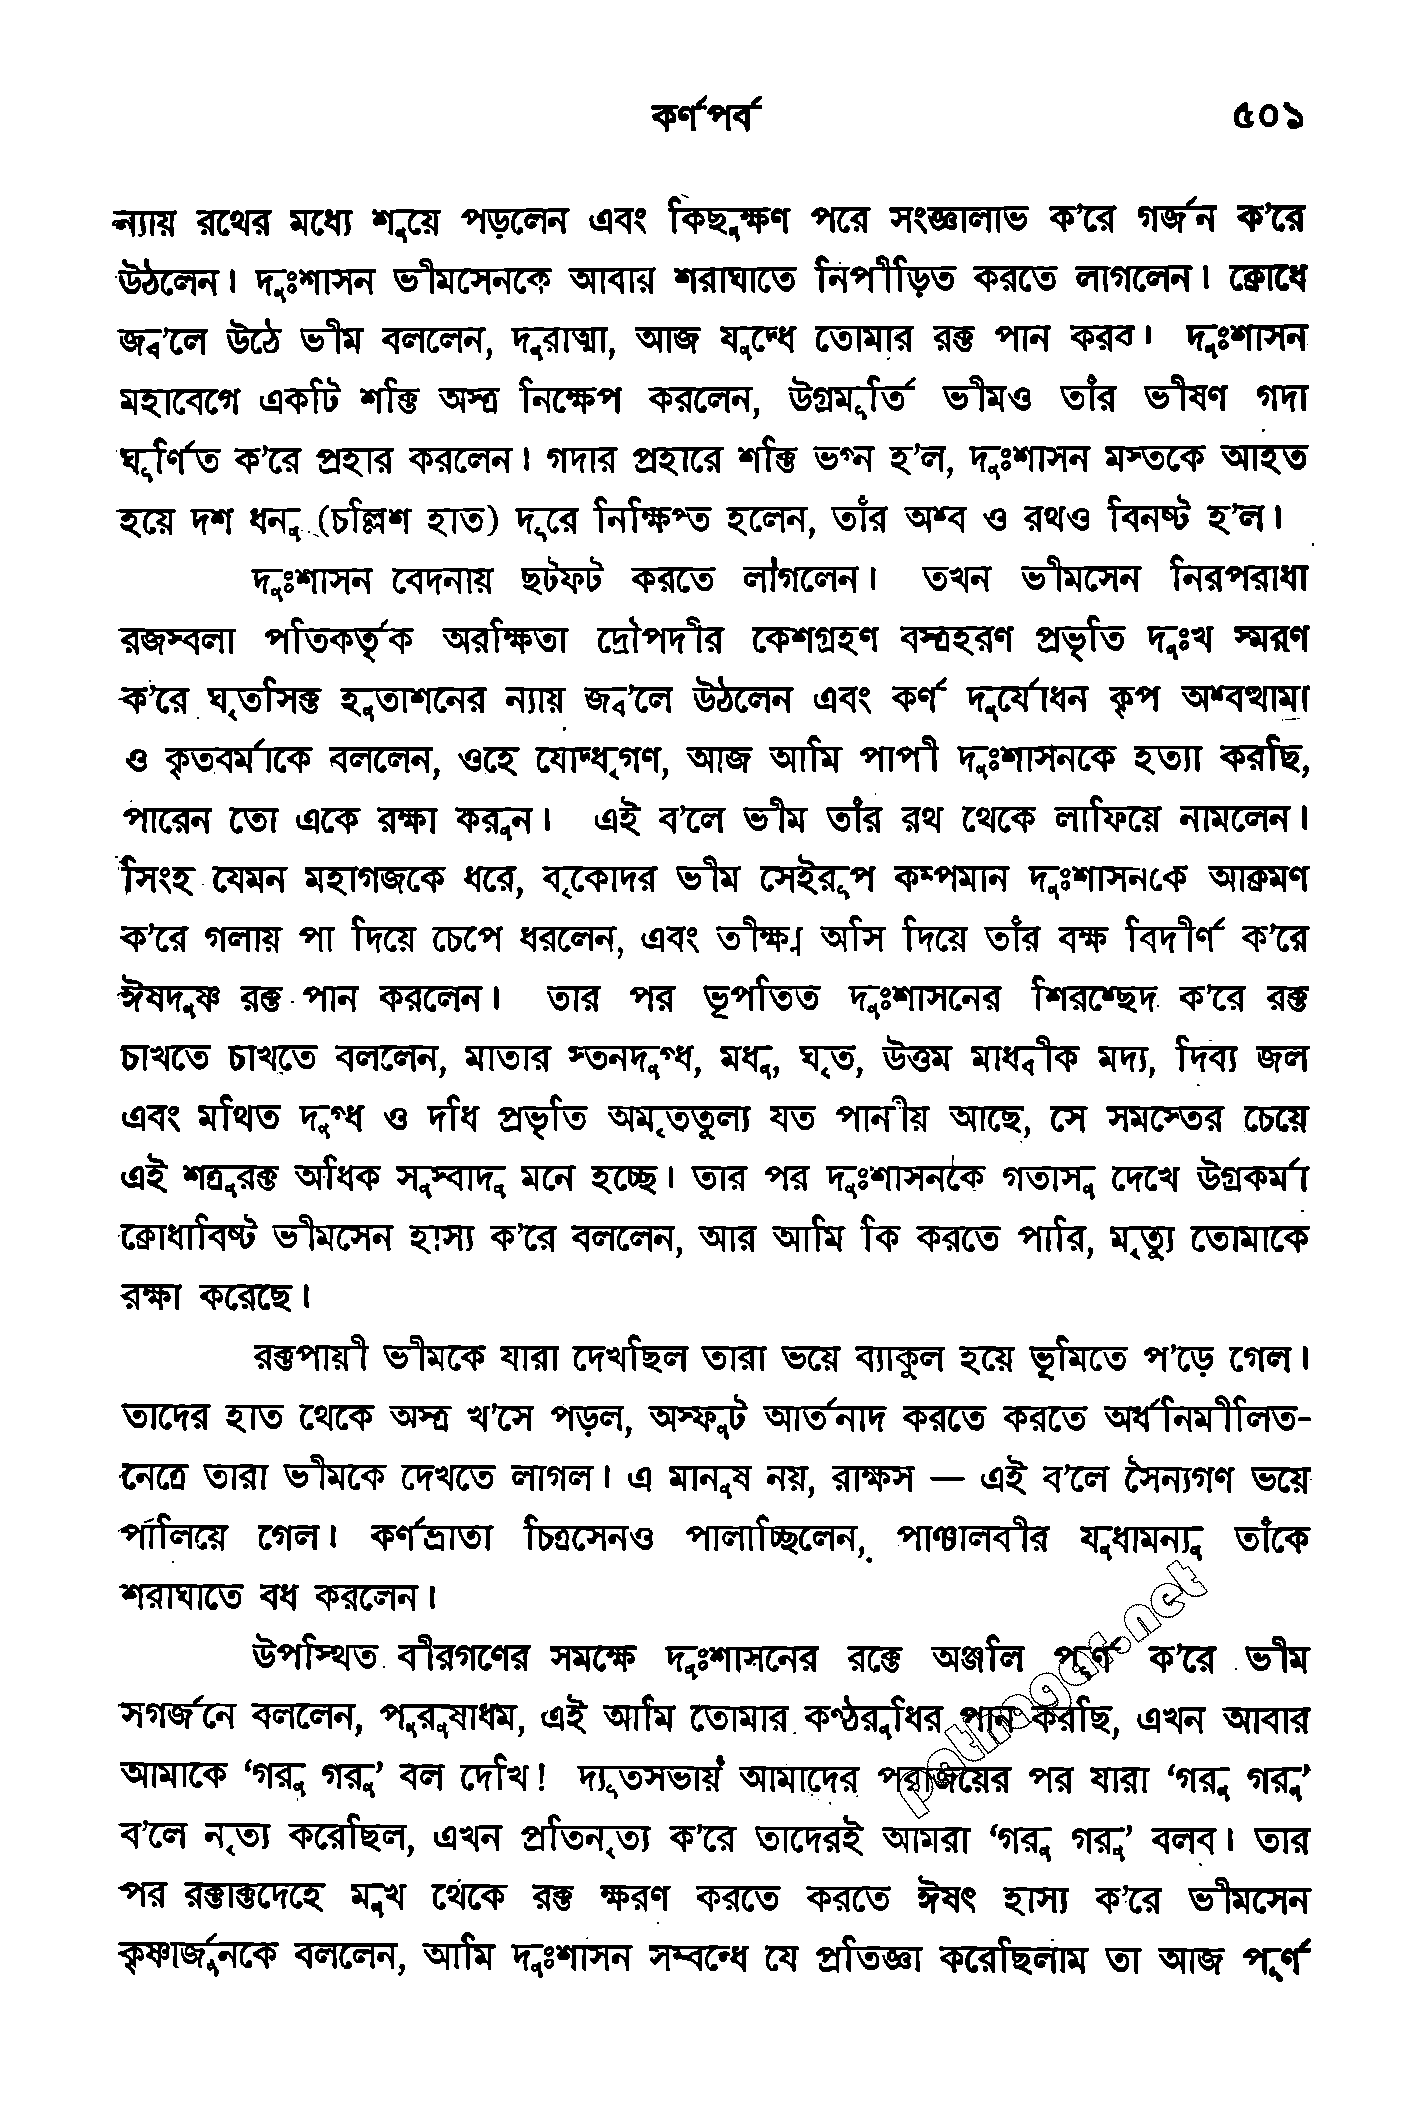 কর্ণপর্ব ৫০১
ন্যায় রথের মধ্যে শুয়ে পড়লেন এবং কিছুক্ষণ পরে সংজ্ঞালাভ ক'রে গর্জন ক'রে
উঠলেন। দুঃশাসন ভীমসেনকে আবার শরাঘাতে নিপীড়িত করতে লাগলেন। ক্রোধে
জ্ব'লে উঠে ভীম বললেন, দুরাত্মা, আজ যুদ্ধে তোমার রক্ত পান করব। দুঃশাসন
মহাবেগে একটি শক্তি অস্ত্র নিক্ষেপ করলেন, উগ্রমূর্তি ভীমও তাঁর ভীষণ গদা
ঘূর্ণিত ক'রে প্রহার করলেন। গদার প্রহারে শক্তি ভগ্ন হ'ল, দুঃশাসন মস্তকে আহত
হয়ে দশ ধনু (চল্লিশ হাত) দূরে নিক্ষিপ্ত হলেন, তাঁর অশ্ব ও রথও বিনষ্ট হ'ল।
দুঃশাসন বেদনায় ছটফট করতে লাগলেন। তখন ভীমসেন নিরপরাধা
রজস্বলা পতিকর্তৃক অরক্ষিতা দ্রৌপদীর কেশগ্রহণ বস্ত্রহরণ প্রভৃতি দুঃখ স্মরণ
ক'রে ঘৃতসিক্ত হুতাশনের ন্যায় জ্ব'লে উঠলেন এবং কর্ণ দুর্যোধন কৃপ অশ্বত্থামা
ও কৃতবর্মাকে বললেন, ওহে যোদ্ধৃগণ, আজ আমি পাপী দুঃশাসনকে হত্যা করছি,
পারেন তো একে রক্ষা করুন। এই ব'লে ভীম তাঁর রথ থেকে লাফিয়ে নামলেন।
সিংহ যেমন মহাগজকে ধরে, বৃকোদর ভীম সেইরূপ কম্পমান দুঃশাসনকে আক্রমণ
ক'রে গলায় পা দিয়ে চেপে ধরলেন, এবং তীক্ষ্ণ অসি দিয়ে তাঁর বক্ষ বিদীর্ণ ক'রে
ঈষদুষ্ণ রক্ত পান করলেন। তার পর ভূপতিত দুঃশাসনের শিরশ্ছেদ ক'রে রক্ত
চাখতে চাখতে বললেন, মাতার স্তনদুগ্ধ, মধু, ঘৃত, উত্তম মাধ্বীক মদ্য, দিব্য জল
এবং মথিত দুগ্ধ ও দধি প্রভৃতি অমৃততুল্য যত পানীয় আছে, সে সমস্তের চেয়ে
এই শত্রুরক্ত অধিক সুস্বাদু মনে হচ্ছে। তার পর দুঃশাসনকে গতাসু দেখে উগ্রকর্মা
ক্রোধাবিষ্ট ভীমসেন হাস্য ক'রে বললেন, আর আমি কি করতে পারি, মৃত্যু তোমাকে
রক্ষা করেছে।
রক্তপায়ী ভীমকে যারা দেখছিল তারা ভয়ে ব্যাকুল হয়ে ভূমিতে প'ড়ে গেল।
তাদের হাত থেকে অস্ত্র খ'সে পড়ল, অস্ফুট আর্তনাদ করতে করতে অর্ধনিমীলিত-
নেত্রে তারা ভীমকে দেখতে লাগল। এ মানুষ নয়, রাক্ষস — এই ব'লে সৈন্যগণ ভয়ে
পালিয়ে গেল। কর্ণভ্রাতা চিত্রসেনও পালাচ্ছিলেন, পাঞ্চালবীর যুধামন্যু তাঁকে
শরাঘাতে বধ করলেন।
উপস্থিত বীরগণের সমক্ষে দুঃশাসনের রক্তে অঞ্জলি পূর্ণ ক'রে ভীম
সগর্জনে বললেন, পুরুষাধম, এই আমি তোমার কণ্ঠরুধির পান করছি, এখন আবার
আমাকে ‘গরু গরু’ বল দেখি! দ্যূতসভায় আমাদের পরাজয়ের পর যারা ‘গরু গরু’
ব'লে নৃত্য করেছিল, এখন প্রতিনৃত্য ক'রে তাদেরই আমরা ‘গরু গরু’ বলব। তার
পর রক্তাক্তদেহে মুখ থেকে রক্ত ক্ষরণ করতে করতে ঈষৎ হাস্য ক'রে ভীমসেন
কৃষ্ণার্জুনকে বললেন, আমি দুঃশাসন সম্বন্ধে যে প্রতিজ্ঞা করেছিলাম তা আজ পূর্ণ
pathagar.net